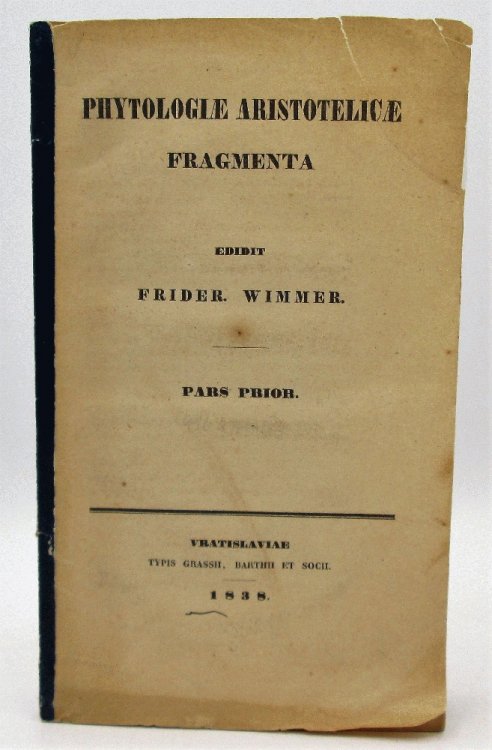 PHYTOLOGIÆ ARISTOTELICÆ
FRAGMENTA
EDIDIT
FRIDER. WIMMER.
PARS PRIOR.
VRATISLAVIAE
TYPIS GRASSII, BARTHII ET SOCII.
1838.